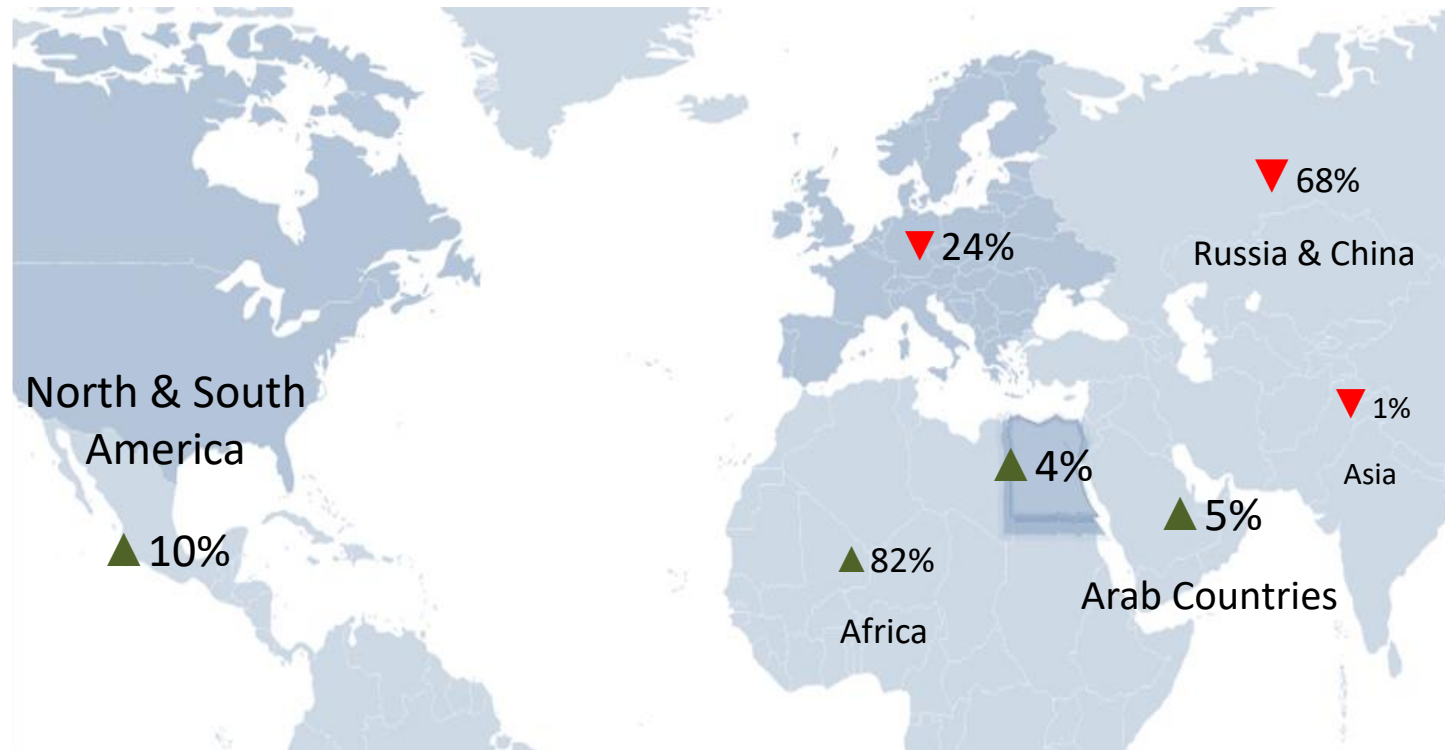 68%
24%
Russia & China
North & South
America
1%
4%
Asia
5%
10%
82%
Arab Countries
Africa